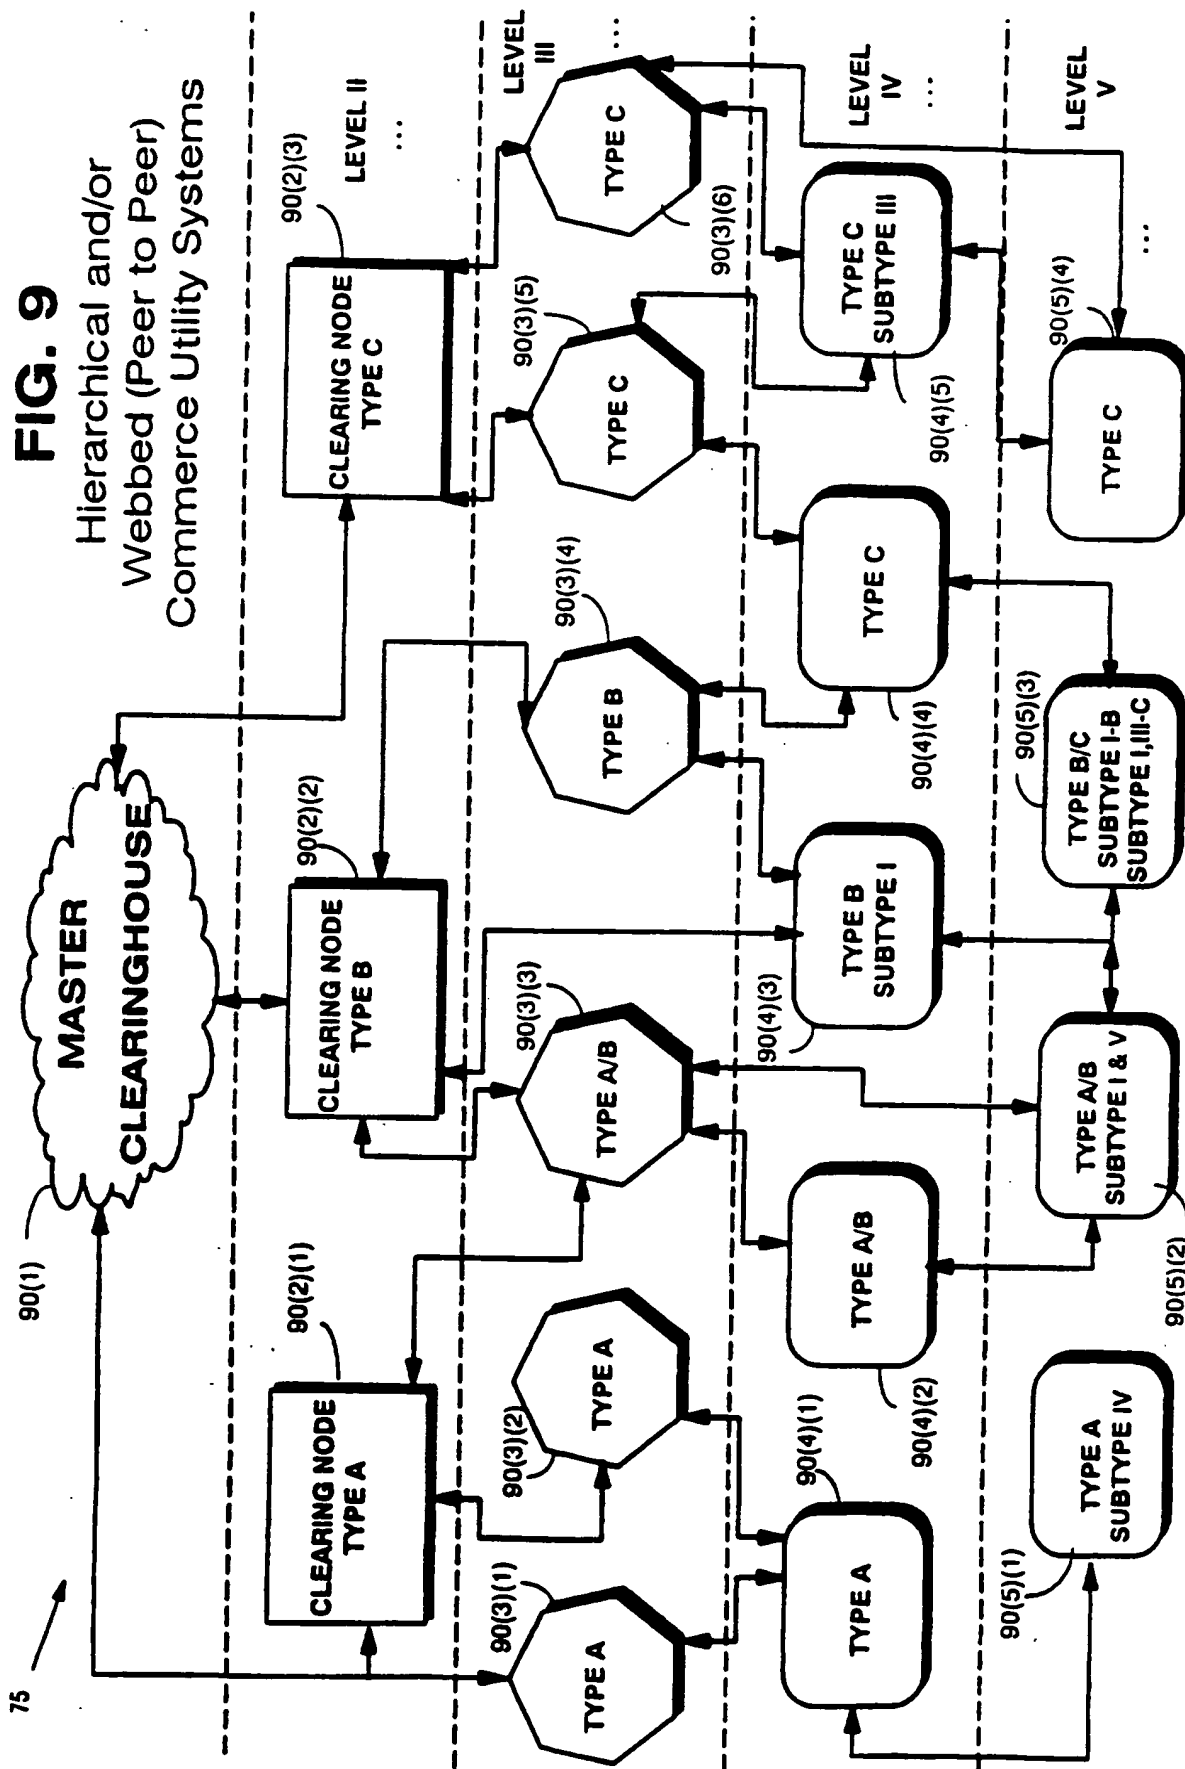 FIG. 9
Hierarchical and/or
Webbed (Peer to Peer)
Commerce Utility Systems
75
90(1)
MASTER
CLEARINGHOUSE
90(2)(1)
CLEARING NODE
TYPE A
90(2)(2)
CLEARING NODE
TYPE B
90(2)(3)
CLEARING NODE
TYPE C
LEVEL II
...
90(3)(1)
TYPE A
90(3)(2)
TYPE A
90(3)(3)
TYPE A/B
90(3)(4)
TYPE B
90(3)(5)
TYPE C
90(3)(6)
TYPE C
LEVEL
III
...
90(4)(1)
TYPE A
90(4)(2)
TYPE A/B
90(4)(3)
TYPE B
SUBTYPE I
90(4)(4)
TYPE C
90(4)(5)
TYPE C
SUBTYPE III
LEVEL
IV
...
90(5)(1)
TYPE A
SUBTYPE IV
90(5)(2)
TYPE A/B
SUBTYPE I & V
90(5)(3)
TYPE B/C
SUBTYPE I-B
SUBTYPE I,III-C
90(5)(4)
TYPE C
LEVEL
V
...